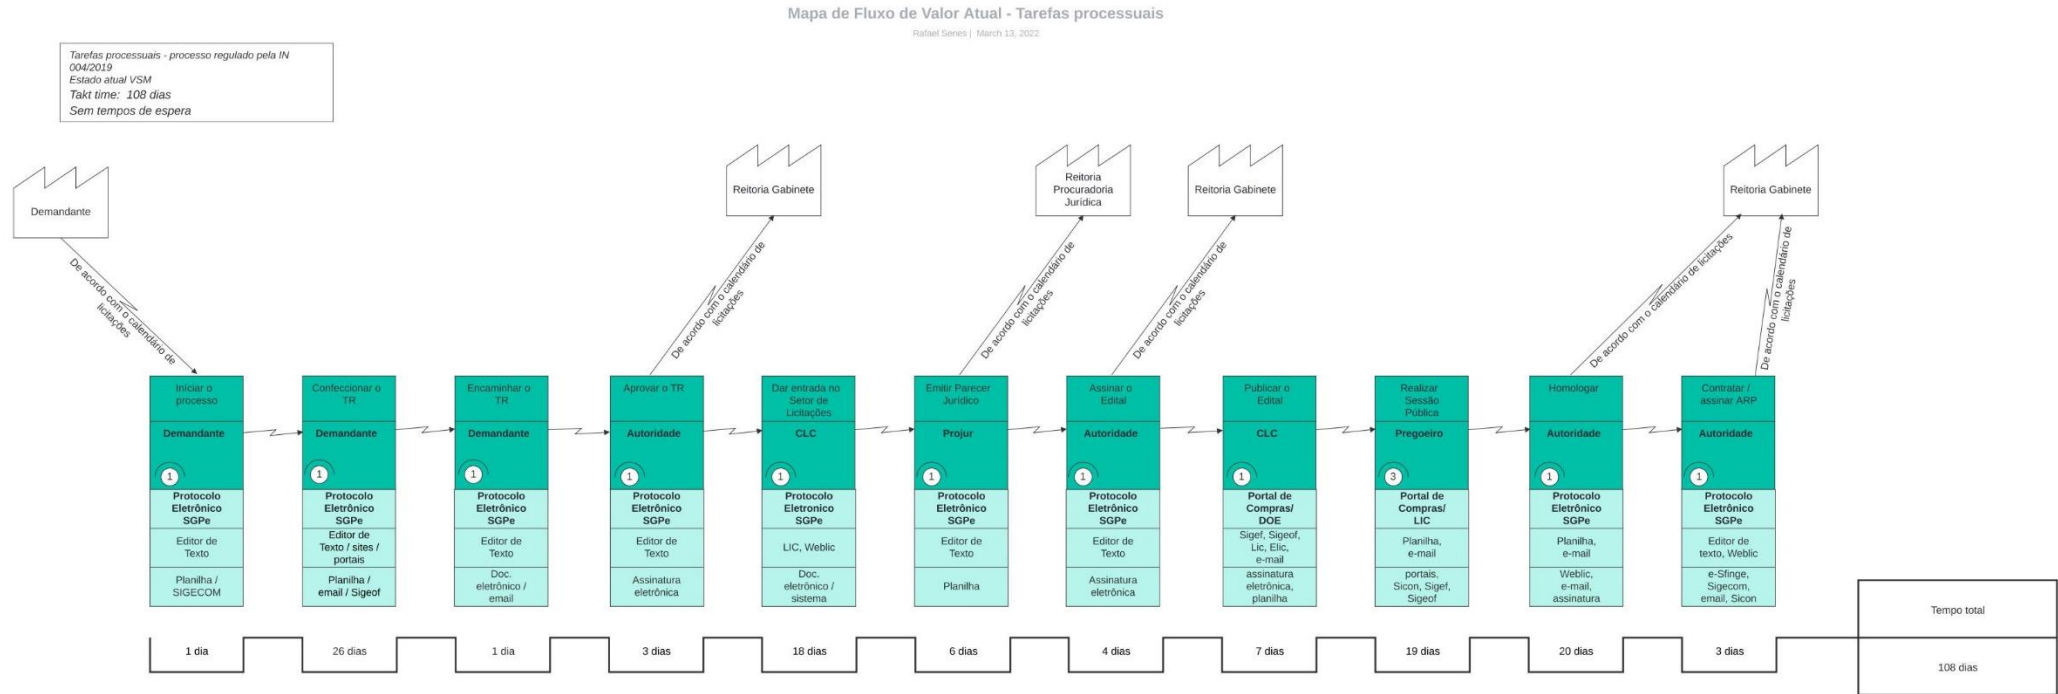 Mapa de Fluxo de Valor Atual - Tarefas processuais
Rafael Senes | March 13, 2022
Tarefas processuais - processo regulado pela IN
004/2019
Estado atual VSM
Takt time: 108 dias
Sem tempos de espera
Demandante
Reitoria Gabinete
Reitoria
Procuradoria
Jurídica
Reitoria Gabinete
Reitoria Gabinete
De acordo com o calendário de
licitações
De acordo com o calendário de
licitações
De acordo com o calendário de
licitações
De acordo com o calendário de
licitações
De acordo com o calendário de licitações
De acordo com o calendário de
licitações
Iniciar o
processo
Demandante
1
Protocolo
Eletrônico
SGPe
Editor de
Texto
Planilha /
SIGECOM
Confeccionar o
TR
Demandante
1
Protocolo
Eletrônico
SGPe
Editor de
Texto / sites /
portais
Planilha /
email / Sigeof
Encaminhar o
TR
Demandante
1
Protocolo
Eletrônico
SGPe
Editor de
Texto
Doc.
eletrônico /
email
Aprovar o TR
Autoridade
1
Protocolo
Eletrônico
SGPe
Editor de
Texto
Assinatura
eletrônica
Dar entrada no
Setor de
Licitações
CLC
1
Protocolo
Eletronico
SGPe
LIC, Weblic
Doc.
eletrônico /
sistema
Emitir Parecer
Jurídico
Projur
1
Protocolo
Eletrônico
SGPe
Editor de
Texto
Planilha
Assinar o
Edital
Autoridade
1
Protocolo
Eletrônico
SGPe
Editor de
Texto
Assinatura
eletrônica
Publicar o
Edital
CLC
1
Portal de
Compras/
DOE
Sigef, Sigeof,
Lic, Elic,
e-mail
assinatura
eletrônica,
planilha
Realizar
Sessão
Pública
Pregoeiro
3
Portal de
Compras/
LIC
Planilha,
e-mail
portais,
Sicon, Sigef,
Sigeof
Homologar
Autoridade
1
Protocolo
Eletrônico
SGPe
Planilha,
e-mail
Weblic,
e-mail,
assinatura
Contratar /
assinar ARP
Autoridade
1
Protocolo
Eletrônico
SGPe
Editor de
texto, Weblic
e-Sfinge,
Sigecom,
email, Sicon
1 dia
26 dias
1 dia
3 dias
18 dias
6 dias
4 dias
7 dias
19 dias
20 dias
3 dias
Tempo total
108 dias